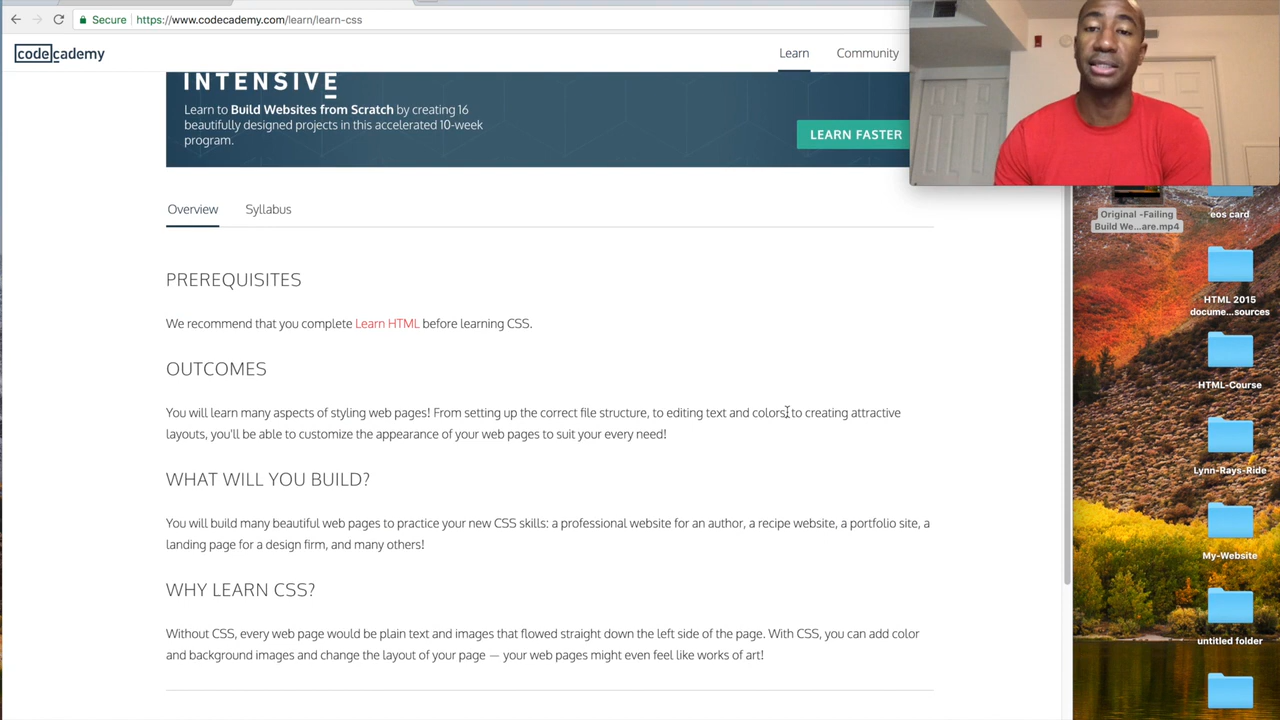 Secure https://www.codecademy.com/learn/learn-css
codecademy
Learn Community
INTENSIVE
Learn to Build Websites from Scratch by creating 16
beautifully designed projects in this accelerated 10-week
program.
LEARN FASTER
Overview Syllabus
PREREQUISITES
We recommend that you complete Learn HTML before learning CSS.
OUTCOMES
You will learn many aspects of styling web pages! From setting up the correct file structure, to editing text and colors, to creating attractive
layouts, you'll be able to customize the appearance of your web pages to suit your every need!
WHAT WILL YOU BUILD?
You will build many beautiful web pages to practice your new CSS skills: a professional website for an author, a recipe website, a portfolio site, a
landing page for a design firm, and many others!
WHY LEARN CSS?
Without CSS, every web page would be plain text and images that flowed straight down the left side of the page. With CSS, you can add color
and background images and change the layout of your page — your web pages might even feel like works of art!
Original -Failing
Build We...are.mp4
eos card
HTML 2015
docume...sources
HTML-Course
Lynn-Rays-Ride
My-Website
untitled folder